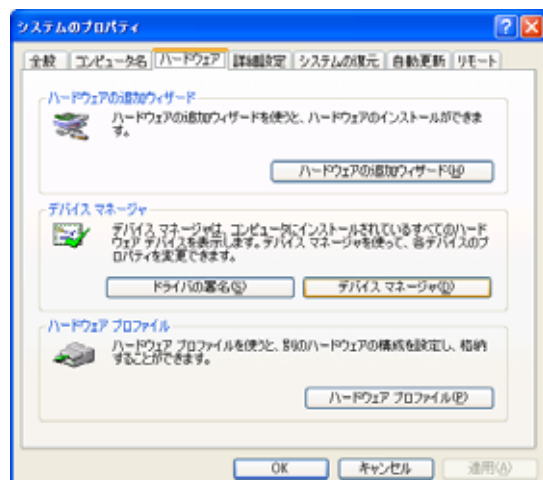 システムのプロパティ
全般 コンピュータ名 ハードウェア 詳細設定 システムの復元 自動更新 リモート
ハードウェアの追加ウィザード
ハードウェアの追加ウィザードを使うと、ハードウェアのインストールができま
す。
ハードウェアの追加ウィザード(H)
デバイス マネージャ
デバイス マネージャは、コンピュータにインストールされているすべてのハード
ウェア デバイスを表示します。デバイス マネージャを使って、各デバイスのプ
ロパティを変更できます。
ドライバの署名(S) デバイス マネージャ(D)
ハードウェア プロファイル
ハードウェア プロファイルを使うと、別のハードウェアの構成を設定し、格納
することができます。
ハードウェア プロファイル(P)
OK キャンセル 適用(A)